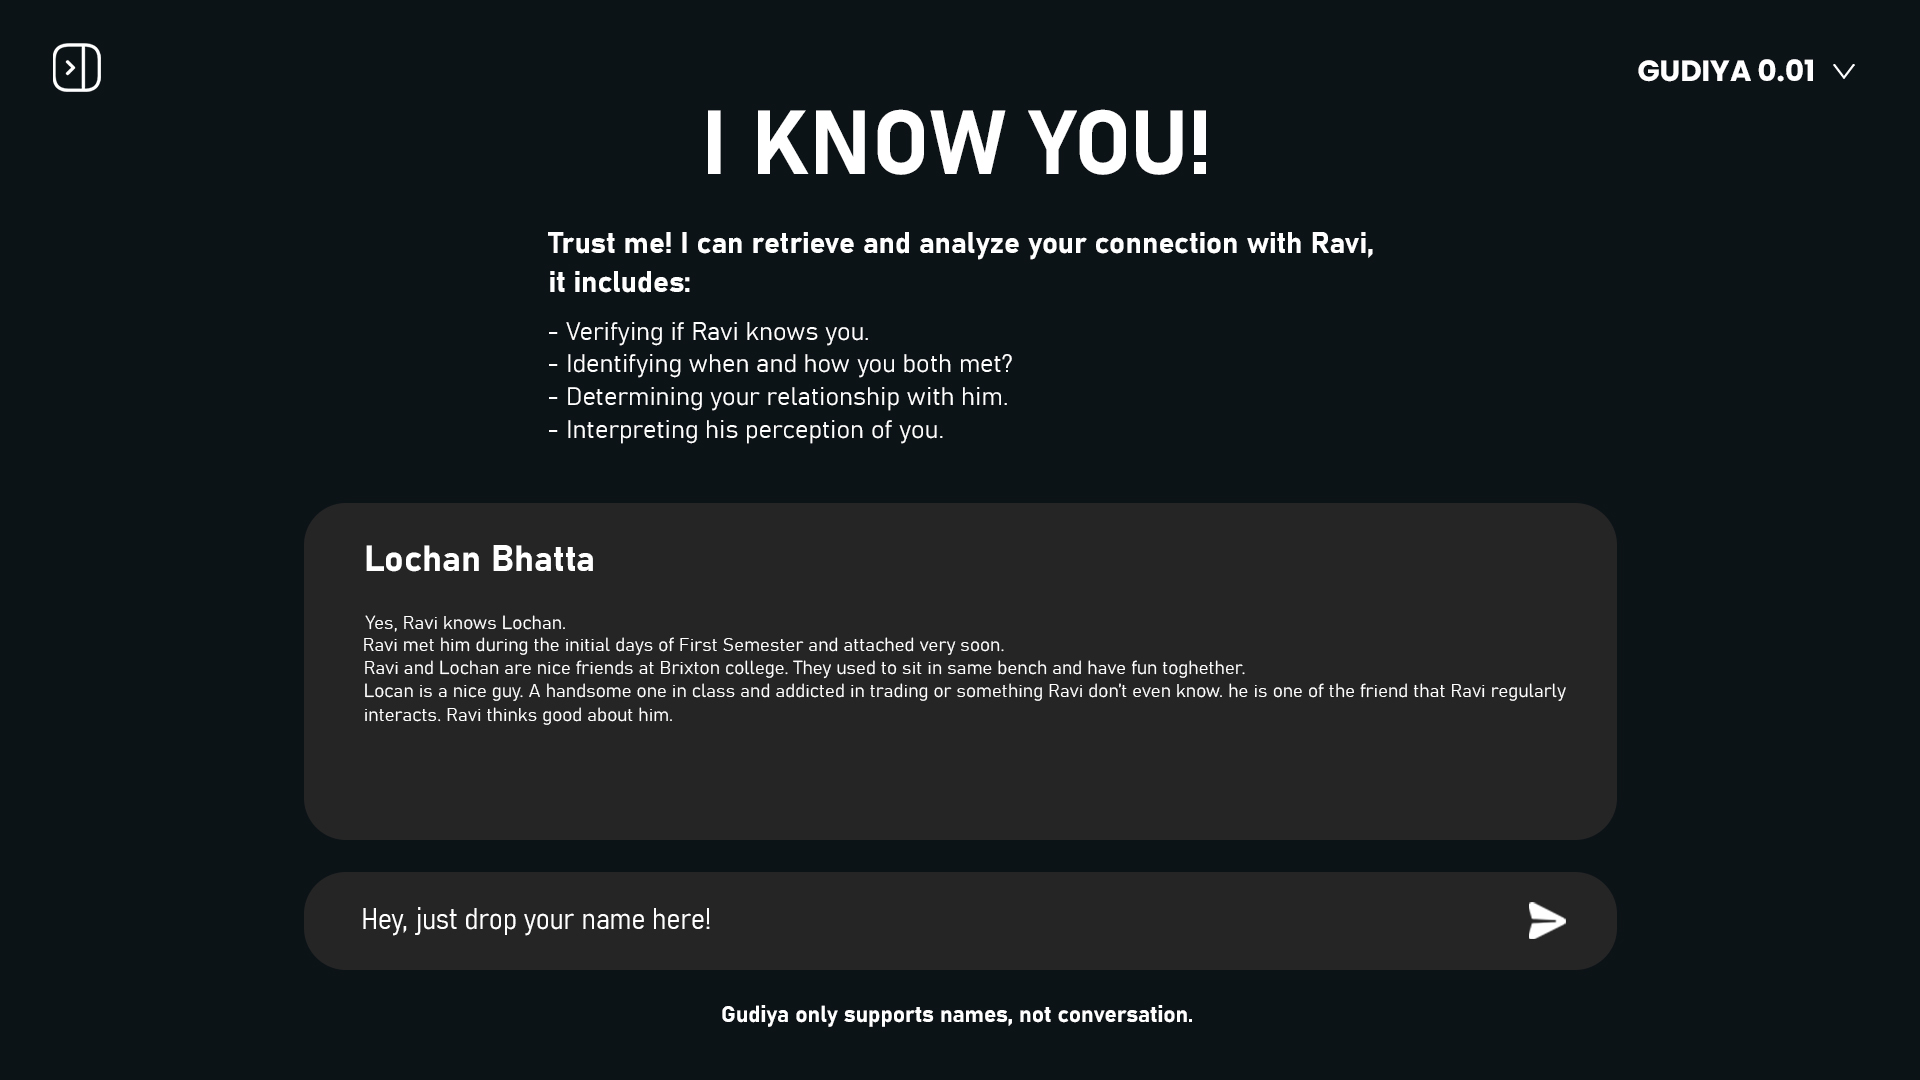 GUDIYA 0.01
I KNOW YOU!
Trust me! I can retrieve and analyze your connection with Ravi,
it includes:
- Verifying if Ravi knows you.
- Identifying when and how you both met?
- Determining your relationship with him.
- Interpreting his perception of you.
Lochan Bhatta
Yes, Ravi knows Lochan.
Ravi met him during the initial days of First Semester and attached very soon.
Ravi and Lochan are nice friends at Brixton college. They used to sit in same bench and have fun toghether.
Locan is a nice guy. A handsome one in class and addicted in trading or something Ravi don't even know. he is one of the friend that Ravi regularly
interacts. Ravi thinks good about him.
Hey, just drop your name here!
Gudiya only supports names, not conversation.